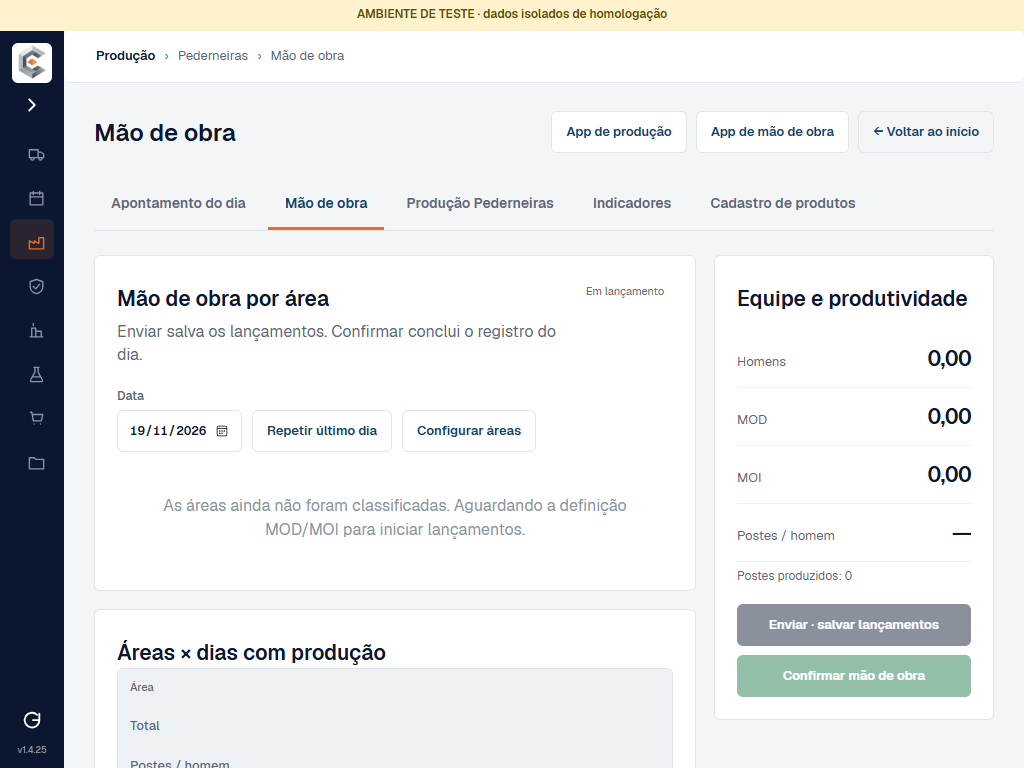 AMBIENTE DE TESTE · dados isolados de homologação
Produção › Pederneiras › Mão de obra
Mão de obra
App de produção
App de mão de obra
← Voltar ao início
Apontamento do dia
Mão de obra
Produção Pederneiras
Indicadores
Cadastro de produtos
Mão de obra por área
Em lançamento
Enviar salva os lançamentos. Confirmar conclui o registro do
dia.
Data
19/11/2026
Repetir último dia
Configurar áreas
As áreas ainda não foram classificadas. Aguardando a definição
MOD/MOI para iniciar lançamentos.
Áreas × dias com produção
Área
Total
Postes / homem
Equipe e produtividade
Homens 0,00
MOD 0,00
MOI 0,00
Postes / homem —
Postes produzidos: 0
Enviar · salvar lançamentos
Confirmar mão de obra
v1.4.25